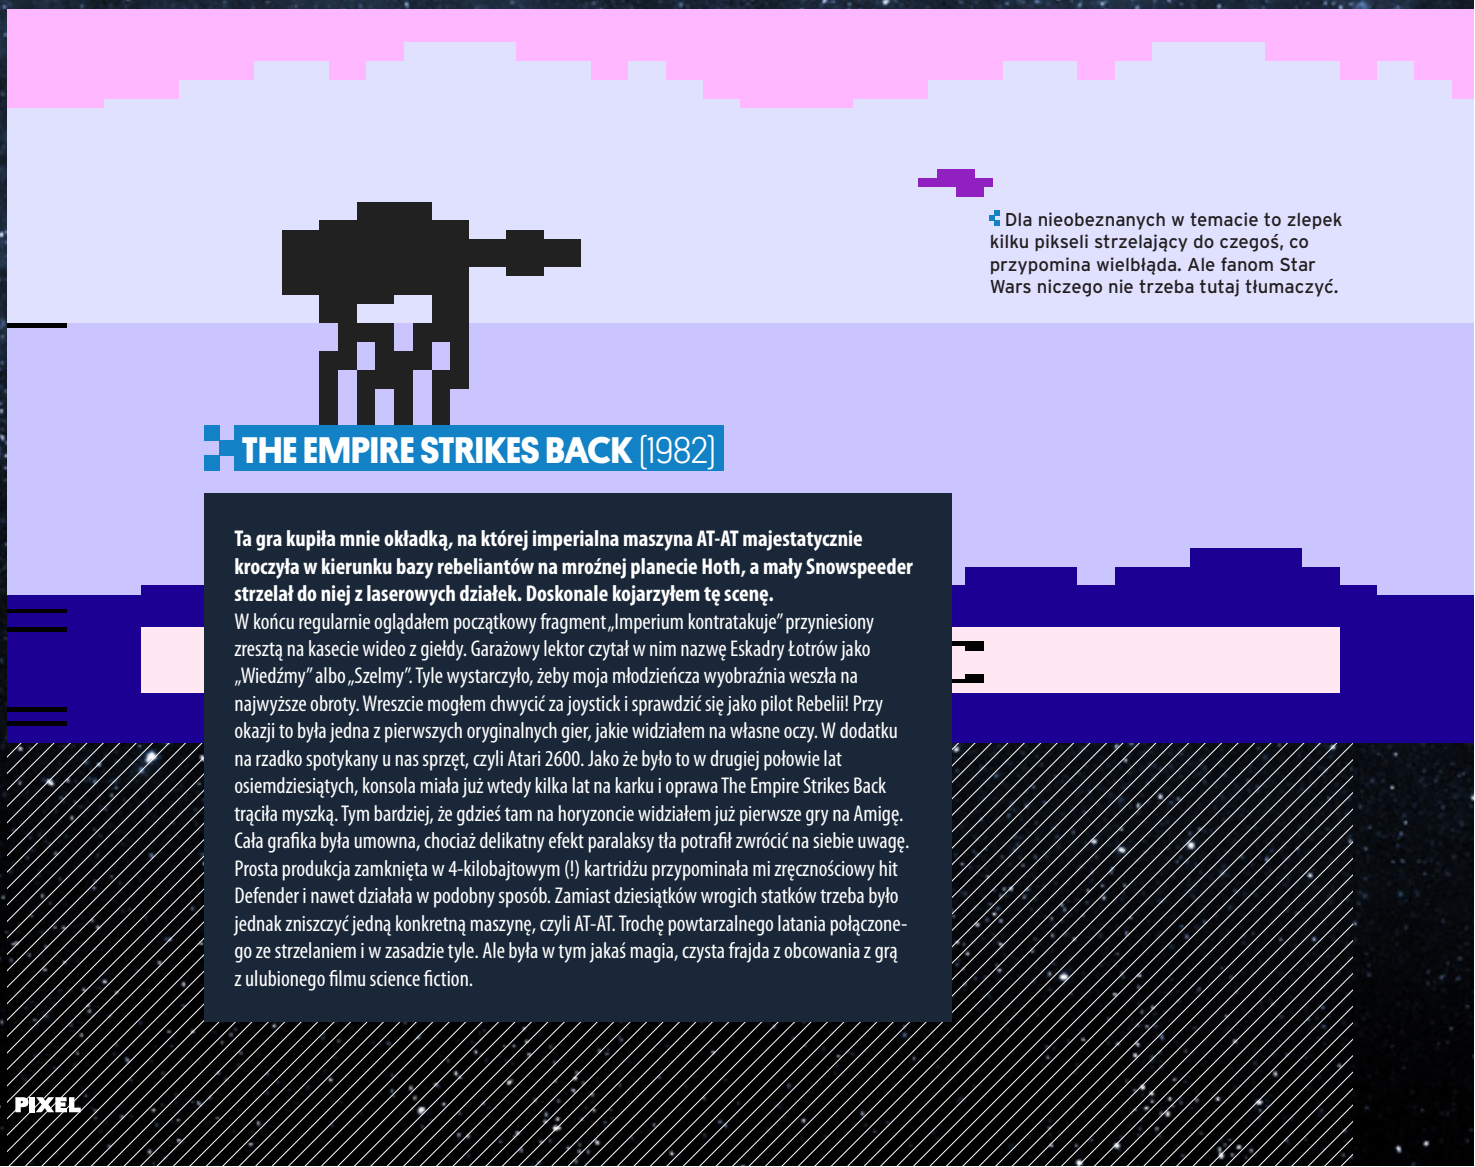 Dla nieobeznanych w temacie to zlepek
kilku pikseli strzelający do czegoś, co
przypomina wielbłąda. Ale fanom Star
Wars niczego nie trzeba tutaj tłumaczyć.
THE EMPIRE STRIKES BACK (1982)
Ta gra kupiła mnie okładką, na której imperialna maszyna AT-AT majestatycznie
kroczyła w kierunku bazy rebeliantów na mroźnej planecie Hoth, a mały Snowspeeder
strzelał do niej z laserowych działek. Doskonale kojarzyłem tę scenę.
W końcu regularnie oglądałem początkowy fragment „Imperium kontratakuje” przyniesiony
zresztą na kasecie wideo z giełdy. Garażowy lektor czytał w nim nazwę Eskadry Łotrów jako
„Wiedźmy” albo „Szelmy”. Tyle wystarczyło, żeby moja młodzieńcza wyobraźnia weszła na
najwyższe obroty. Wreszcie mogłem chwycić za joystick i sprawdzić się jako pilot Rebelii! Przy
okazji to była jedna z pierwszych oryginalnych gier, jakie widziałem na własne oczy. W dodatku
na rzadko spotykany u nas sprzęt, czyli Atari 2600. Jako że było to w drugiej połowie lat
osiemdziesiątych, konsola miała już wtedy kilka lat na karku i oprawa The Empire Strikes Back
trąciła myszką. Tym bardziej, że gdzieś tam na horyzoncie widziałem już pierwsze gry na Amigę.
Cała grafika była umowna, chociaż delikatny efekt paralaksy tła potrafił zwrócić na siebie uwagę.
Prosta produkcja zamknięta w 4-kilobajtowym (!) kartridżu przypominała mi zręcznościowy hit
Defender i nawet działała w podobny sposób. Zamiast dziesiątków wrogich statków trzeba było
jednak zniszczyć jedną konkretną maszynę, czyli AT-AT. Trochę powtarzalnego latania połączone-
go ze strzelaniem i w zasadzie tyle. Ale była w tym jakaś magia, czysta frajda z obcowania z grą
z ulubionego filmu science fiction.
PIXEL